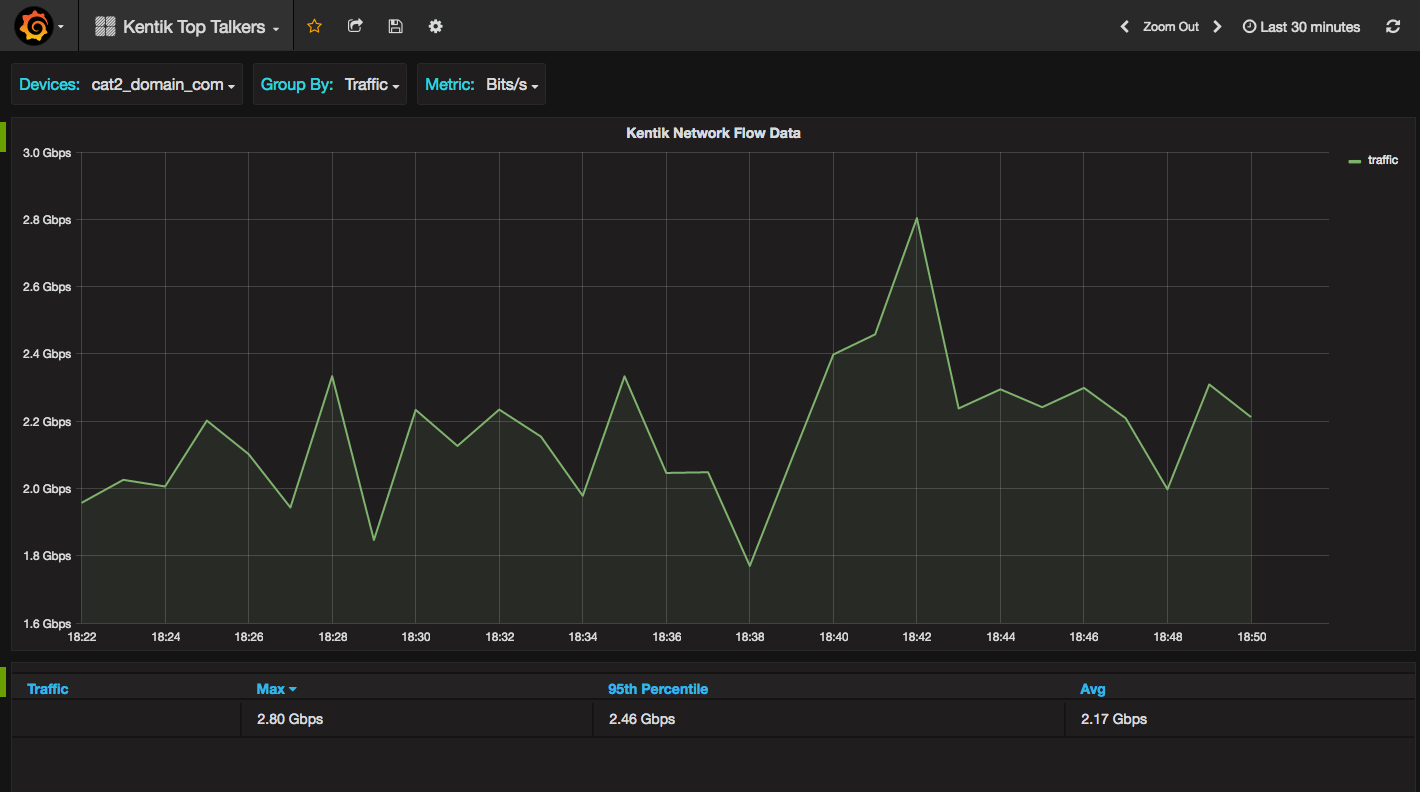 Kentik Top Talkers
Zoom Out
Last 30 minutes
Devices: cat2_domain_com
Group By: Traffic
Metric: Bits/s
Kentik Network Flow Data
3.0 Gbps
2.8 Gbps
2.6 Gbps
2.4 Gbps
2.2 Gbps
2.0 Gbps
1.8 Gbps
1.6 Gbps
18:22 18:24 18:26 18:28 18:30 18:32 18:34 18:36 18:38 18:40 18:42 18:44 18:46 18:48 18:50
traffic
Traffic Max 95th Percentile Avg
2.80 Gbps 2.46 Gbps 2.17 Gbps